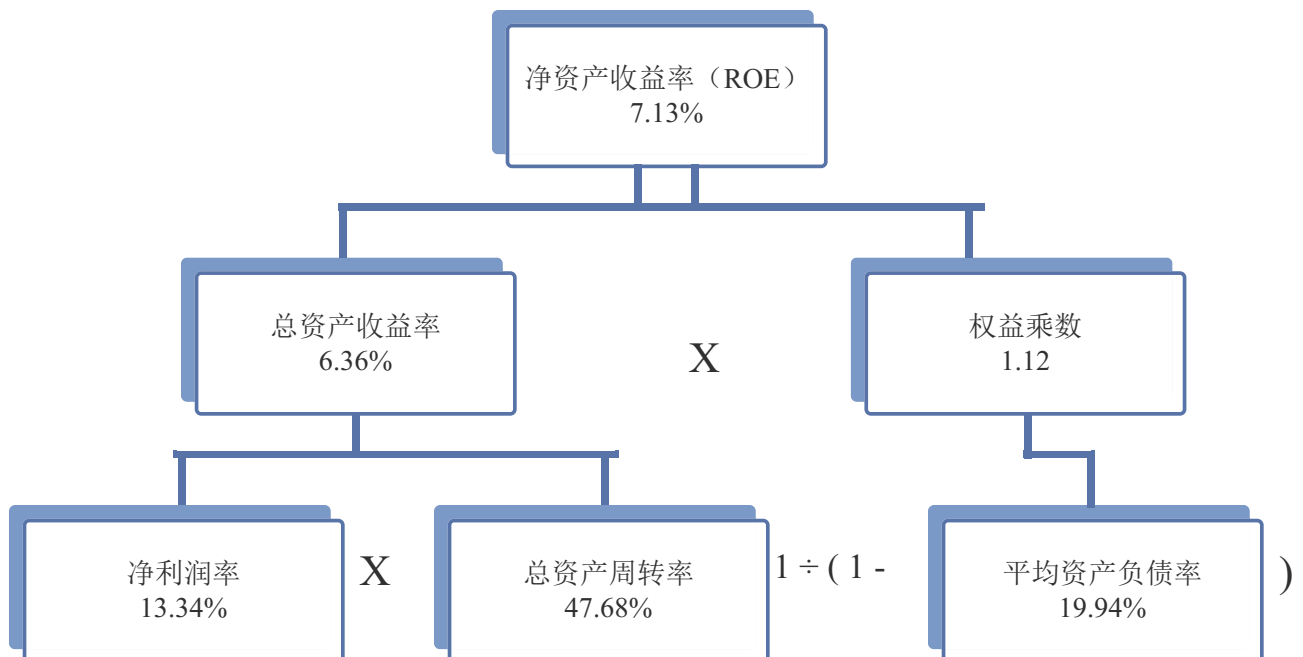 净资产收益率（ROE）
7.13%
总资产收益率
6.36%
X
权益乘数
1.12
净利润率
13.34%
X
总资产周转率
47.68%
1 ÷ ( 1 -
平均资产负债率
19.94%
)